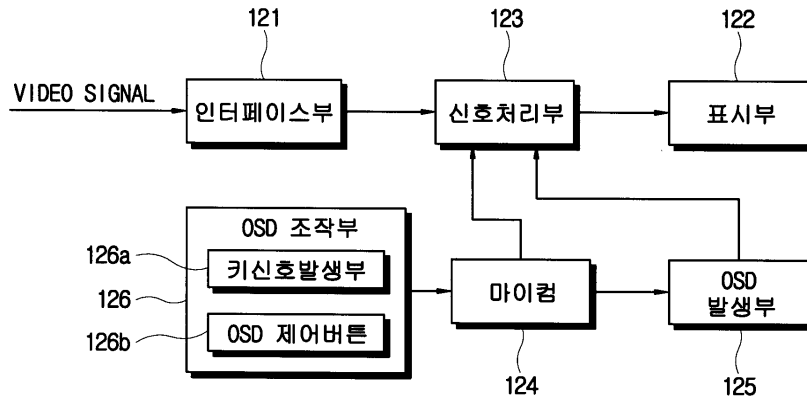 121
123
122
VIDEO SIGNAL
인터페이스부
신호처리부
표시부
OSD 조작부
126a
키신호발생부
126
126b
OSD 제어버튼
마이컴
OSD
발생부
124
125